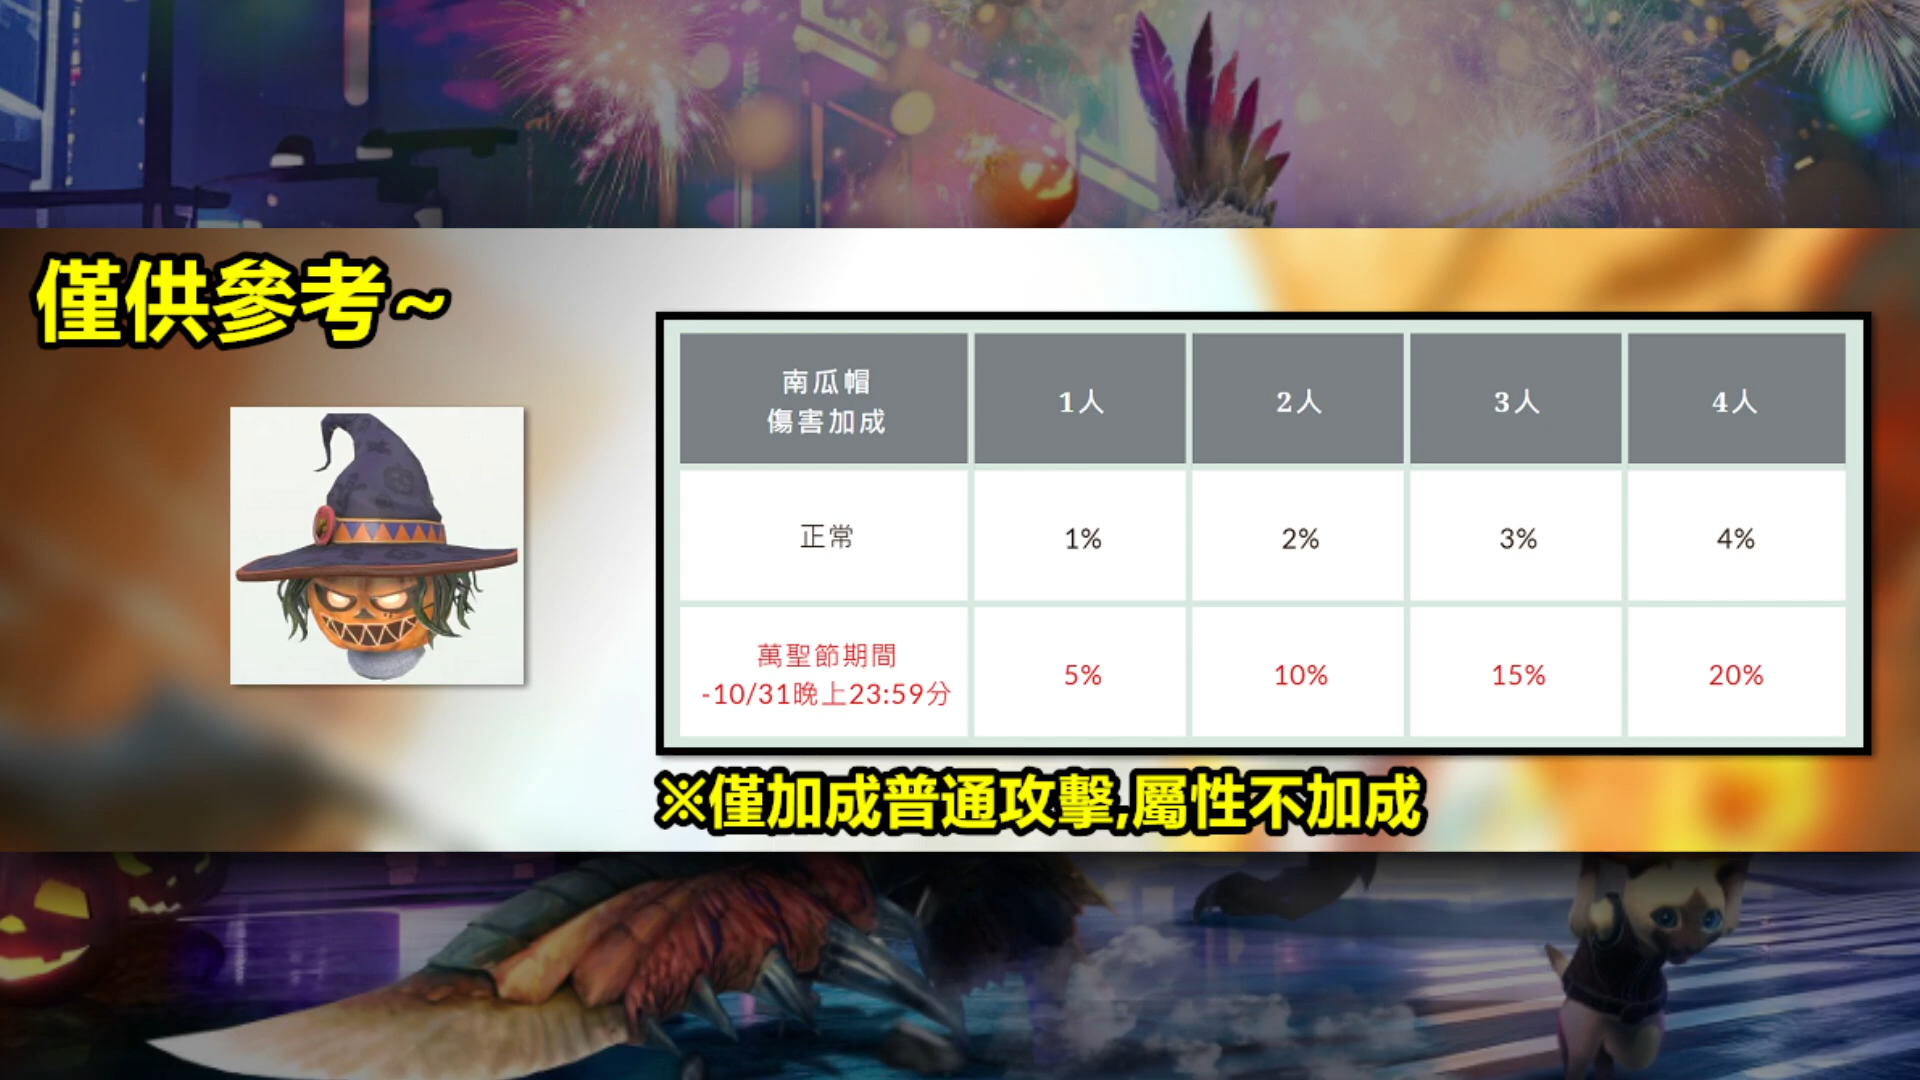 僅供參考~
南瓜帽
傷害加成
1人
2人
3人
4人
正常
1%
2%
3%
4%
萬聖節期間
-10/31晚上23:59分
5%
10%
15%
20%
※僅加成普通攻擊,屬性不加成